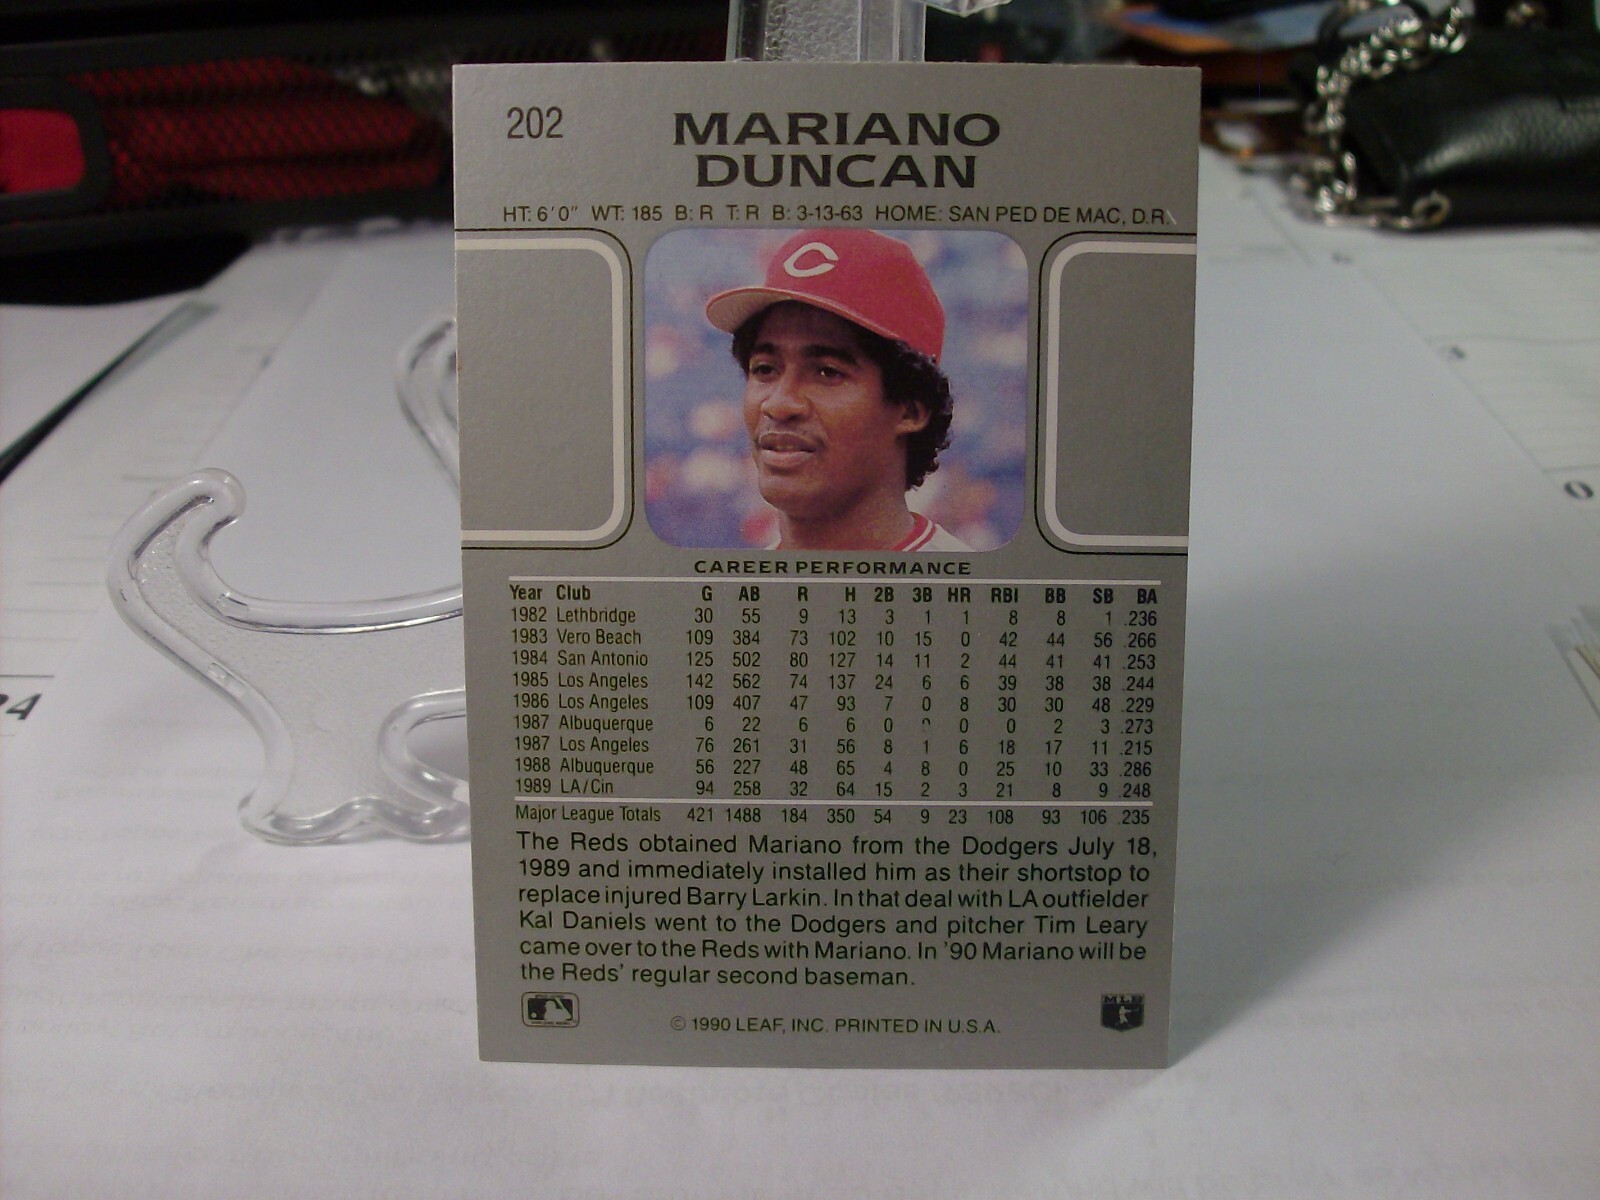 202
MARIANO
DUNCAN
HT: 6'0" WT: 185 B: R T: R B: 3-13-63 HOME: SAN PED DE MAC, D.R.
C
CAREER PERFORMANCE
Year Club G AB R H 2B 3B HR RBI BB SB BA
1982 Lethbridge 30 55 9 13 3 1 1 8 8 1 .236
1983 Vero Beach 109 384 73 102 10 15 0 42 44 56 .266
1984 San Antonio 125 502 80 127 14 11 2 44 41 41 .253
1985 Los Angeles 142 562 74 137 24 6 6 39 38 38 .244
1986 Los Angeles 109 407 47 93 7 0 8 30 30 48 .229
1987 Albuquerque 6 22 6 6 0 0 0 0 2 3 .273
1987 Los Angeles 76 261 31 56 8 1 6 18 17 11 .215
1988 Albuquerque 56 227 48 65 4 8 0 25 10 33 .286
1989 LA/Cin 94 258 32 64 15 2 3 21 8 9 .248
Major League Totals 421 1488 184 350 54 9 23 108 93 106 .235
The Reds obtained Mariano from the Dodgers July 18,
1989 and immediately installed him as their shortstop to
replace injured Barry Larkin. In that deal with LA outfielder
Kal Daniels went to the Dodgers and pitcher Tim Leary
came over to the Reds with Mariano. In '90 Mariano will be
the Reds' regular second baseman.
© 1990 LEAF, INC. PRINTED IN U.S.A.
MLB